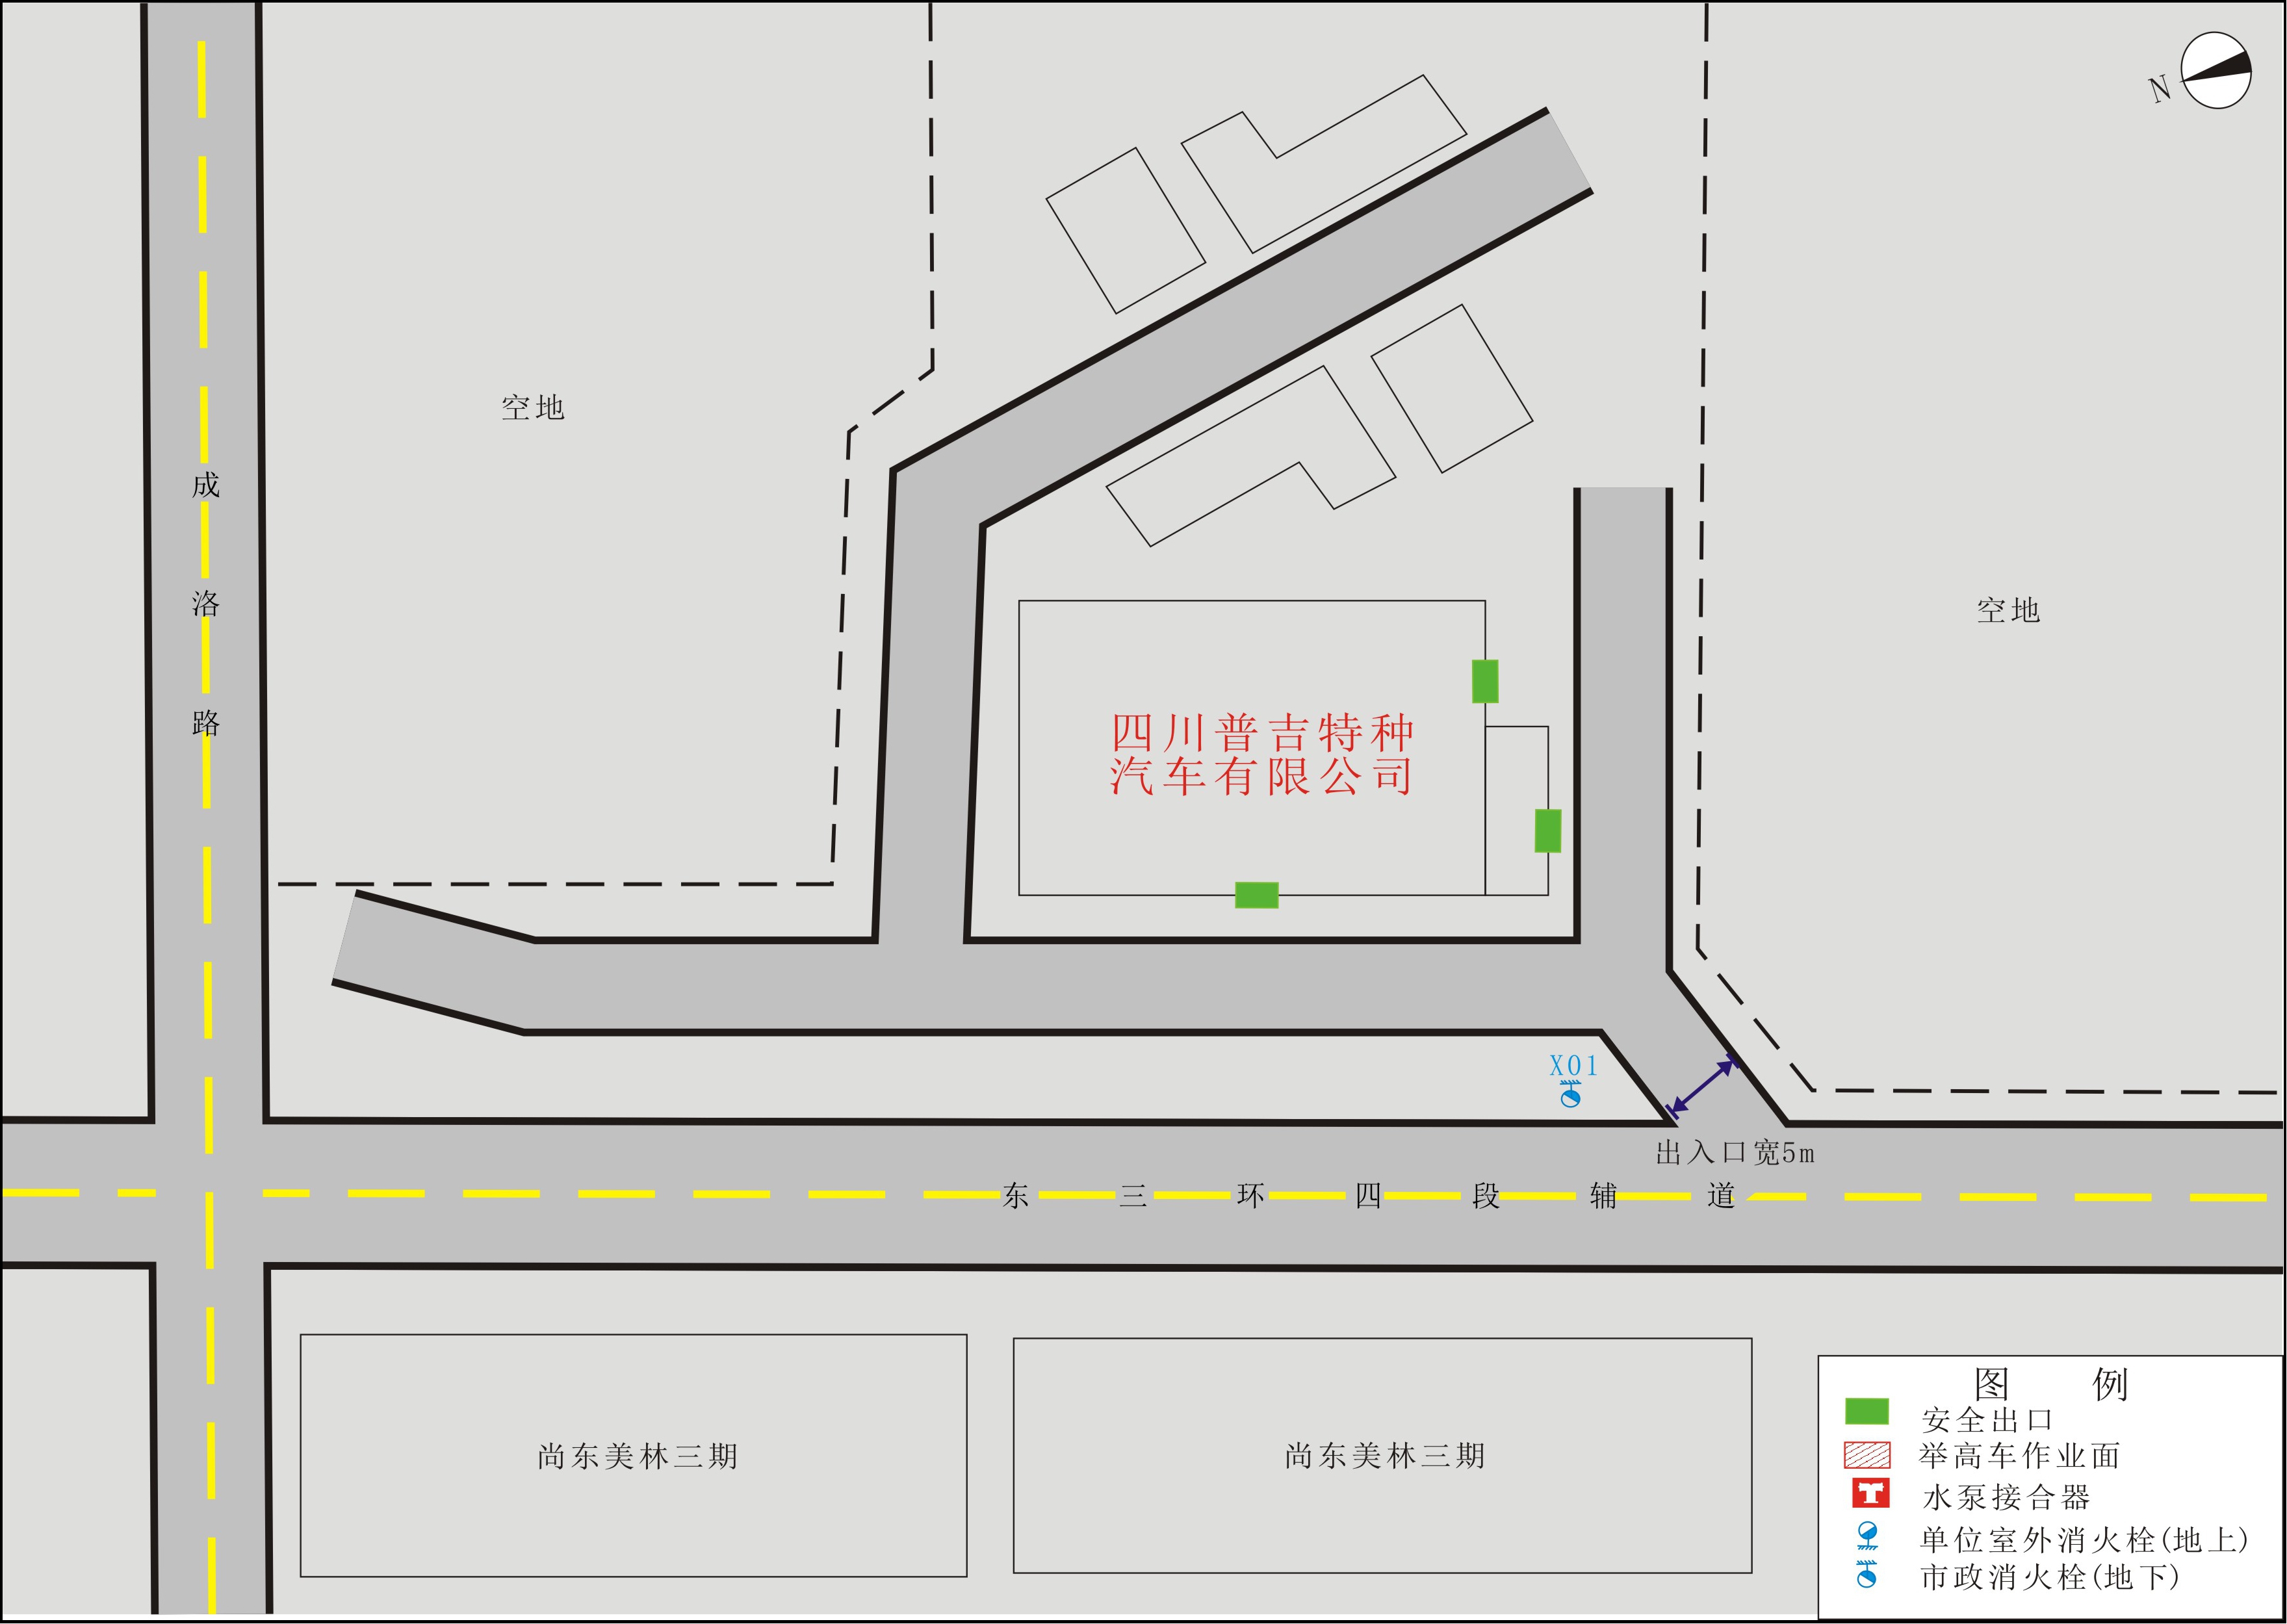 N
空地
成洛路
空地
四川普吉特种
汽车有限公司
X01
出入口宽5m
东三环四段辅道
尚东美林三期
尚东美林三期
图 例
安全出口
举高车作业面
水泵接合器
单位室外消火栓(地上)
市政消火栓(地下)